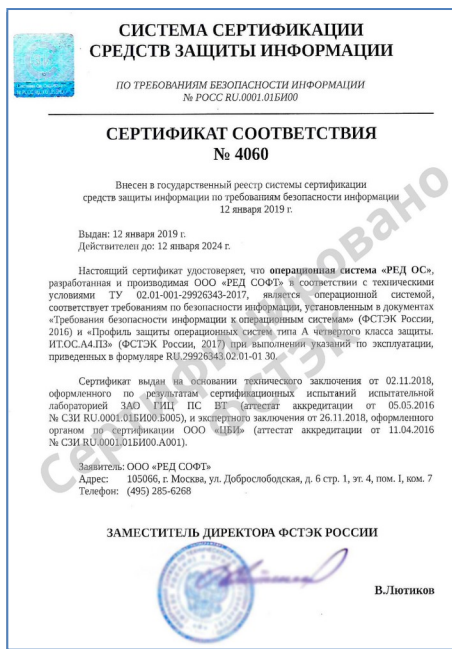 СИСТЕМА СЕРТИФИКАЦИИ
СРЕДСТВ ЗАЩИТЫ ИНФОРМАЦИИ
ПО ТРЕБОВАНИЯМ БЕЗОПАСНОСТИ ИНФОРМАЦИИ
№ РОСС RU.0001.01БИ00
СЕРТИФИКАТ СООТВЕТСТВИЯ
№ 4060
Внесен в государственный реестр системы сертификации
средств защиты информации по требованиям безопасности информации
12 января 2019 г.
Выдан: 12 января 2019 г.
Действителен до: 12 января 2024 г.
Настоящий сертификат удостоверяет, что операционная система «РЕД ОС»,
разработанная и производимая ООО «РЕД СОФТ» в соответствии с техническими
условиями ТУ 02.01-001-29926343-2017, является операционной системой,
соответствует требованиям по безопасности информации, установленным в документах
«Требования безопасности информации к операционным системам» (ФСТЭК России,
2016) и «Профиль защиты операционных систем типа А четвертого класса защиты.
ИТ.ОС.А4.ПЗ» (ФСТЭК России, 2017) при выполнении указаний по эксплуатации,
приведенных в формуляре RU.29926343.02.01-01 30.
Сертификат выдан на основании технического заключения от 02.11.2018,
оформленного по результатам сертификационных испытаний испытательной
лабораторией ЗАО ГИЦ ПС ВТ (аттестат аккредитации от 05.05.2016
№ СЗИ RU.0001.01БИ00.Б005), и экспертного заключения от 26.11.2018, оформленного
органом по сертификации ООО «ЦБИ» (аттестат аккредитации от 11.04.2016
№ СЗИ RU.0001.01БИ00.А001).
Заявитель: ООО «РЕД СОФТ»
Адрес: 105066, г. Москва, ул. Доброслободская, д. 6 стр. 1, эт. 4, пом. I, ком. 7
Телефон: (495) 285-6268
ЗАМЕСТИТЕЛЬ ДИРЕКТОРА ФСТЭК РОССИИ
В.Лютиков
Сертифицировано
ФСТЭК